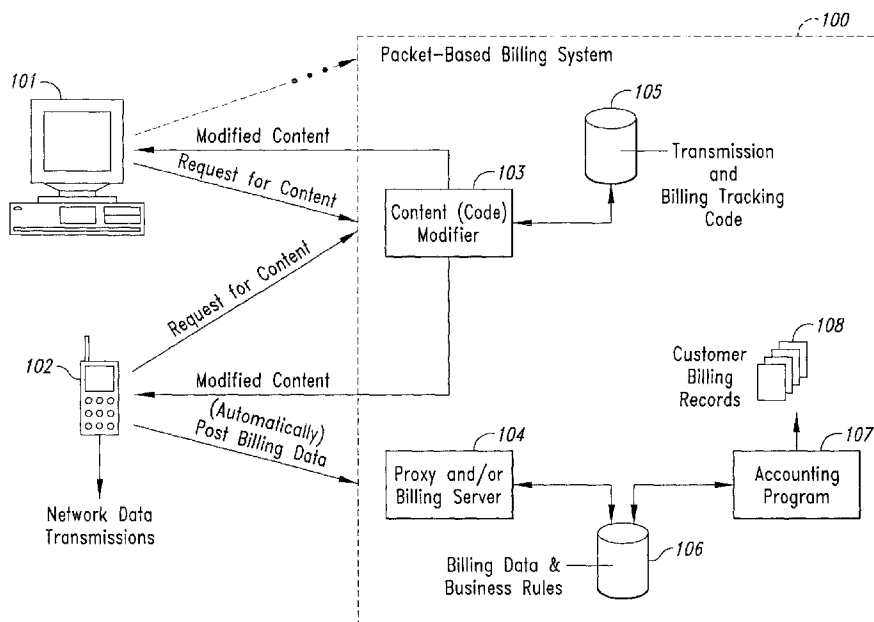 100
Packet-Based Billing System
101
105
Modified Content
Request for Content
103
Content (Code)
Modifier
Transmission
and
Billing Tracking
Code
Request for Content
102
Modified Content
(Automatically)
Post Billing Data
108
Customer
Billing
Records
104
Proxy and/or
Billing Server
107
Accounting
Program
Network Data
Transmissions
Billing Data &
Business Rules
106